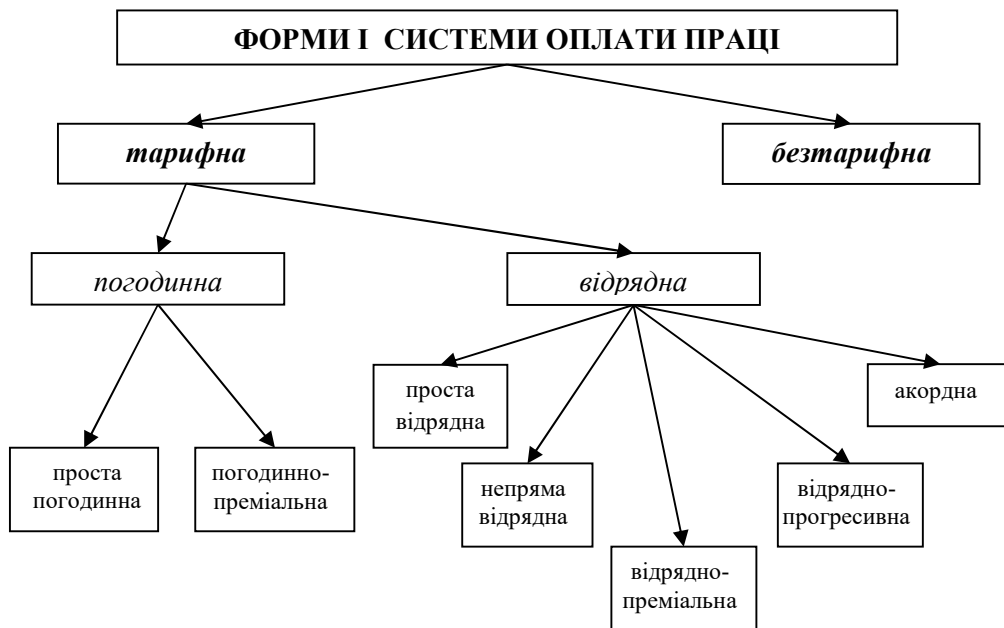 ФОРМИ І СИСТЕМИ ОПЛАТИ ПРАЦІ
тарифна
безтарифна
погодинна
відрядна
проста
відрядна
акордна
проста
погодинна
погодинно-
преміальна
непряма
відрядна
відрядно-
прогресивна
відрядно-
преміальна